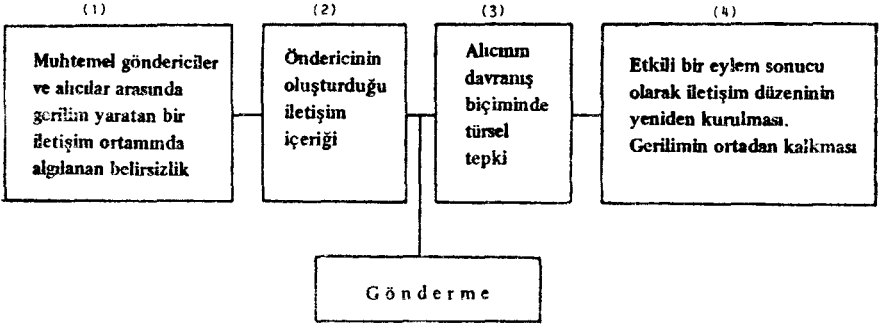 (1)
Muhtemel göndericiler
ve alıcılar arasında
gerilim yaratan bir
iletişim ortamında
algılanan belirsizlik
(2)
Öndericinin
oluşturduğu
iletişim
içeriği
(3)
Alıcının
davranış
biçiminde
türsel
tepki
(4)
Etkili bir eylem sonucu
olarak iletişim düzeninin
yeniden kurulması.
Gerilimin ortadan kalkması
Gönderme